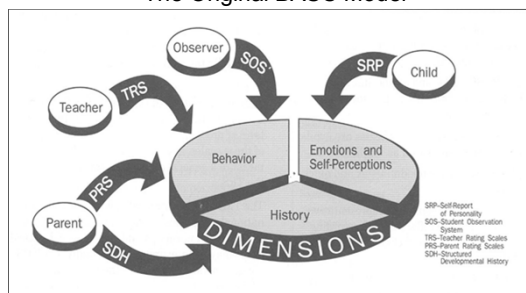 The Original BASC Model
Observer
SOS
SRP
Child
Teacher
TRS
Behavior
Emotions and
Self-Perceptions
PRS
Parent
History
SDH
DIMENSIONS
SRP–Self-Report
of Personality
SOS–Student Observation
System
TRS–Teacher Rating Scales
PRS–Parent Rating Scales
SDH–Structured
Developmental History